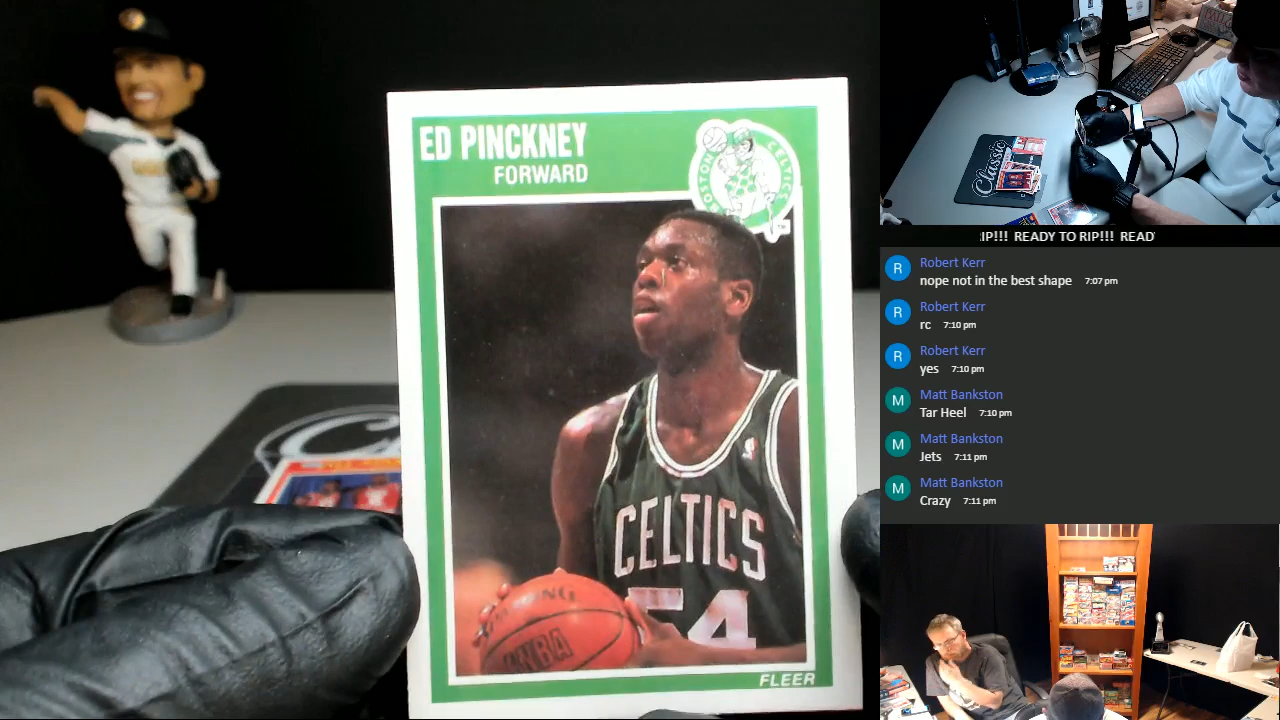 ED PINCKNEY
FORWARD
BOSTON CELTICS
CELTICS
54
NBA
FLEER
Classic
IP!!! READY TO RIP!!! READ
R Robert Kerr
nope not in the best shape 7:07 pm
R Robert Kerr
rc 7:10 pm
R Robert Kerr
yes 7:10 pm
M Matt Bankston
Tar Heel 7:10 pm
M Matt Bankston
Jets 7:11 pm
M Matt Bankston
Crazy 7:11 pm